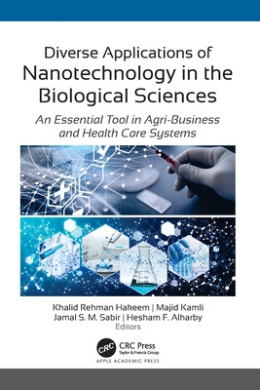 Diverse Applications of
Nanotechnology in the
Biological Sciences
An Essential Tool in Agri-Business
and Health Care Systems
Khalid Rehman Hakeem | Majid Kamli
Jamal S. M. Sabir | Hesham F. Alharby
Editors
CRC
CRC Press
Taylor & Francis Group
APPLE ACADEMIC PRESS